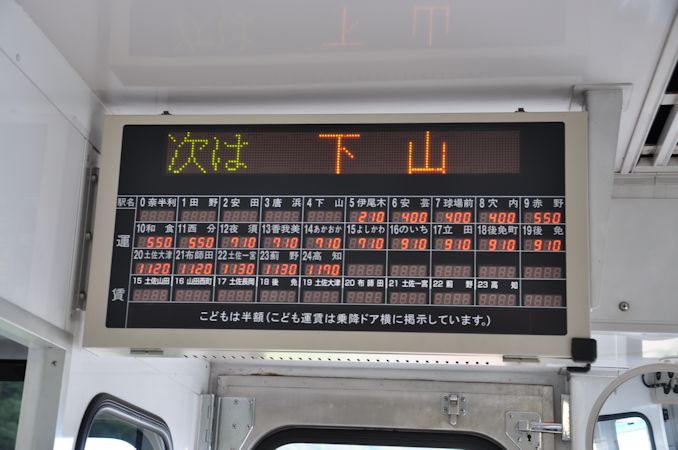 次は 下 山
駅名 0 奈半利 1 田 野 2 安 田 3 唐 浜 4 下 山 5 伊尾木 6 安 芸 7 球場前 8 穴 内 9 赤 野
210 400 400 400 550
10 和 食 11 西 分 12 夜 須 13 香我美 14 あかおか 15 よしかわ 16 のいち 17 立 田 18 後免町 19 後 免
運 550 550 710 710 710 710 910 910 910 910
20 土佐大津 21 布師田 22 土佐一宮 23 薊 野 24 高 知
1120 1120 1130 1130 1170
賃 15 土佐山田 16 山田西町 17 土佐長岡 18 後 免 19 土佐大津 20 布 師 田 21 土佐一宮 22 薊 野 23 高 知
こどもは半額(こども運賃は乗降ドア横に掲示しています。)